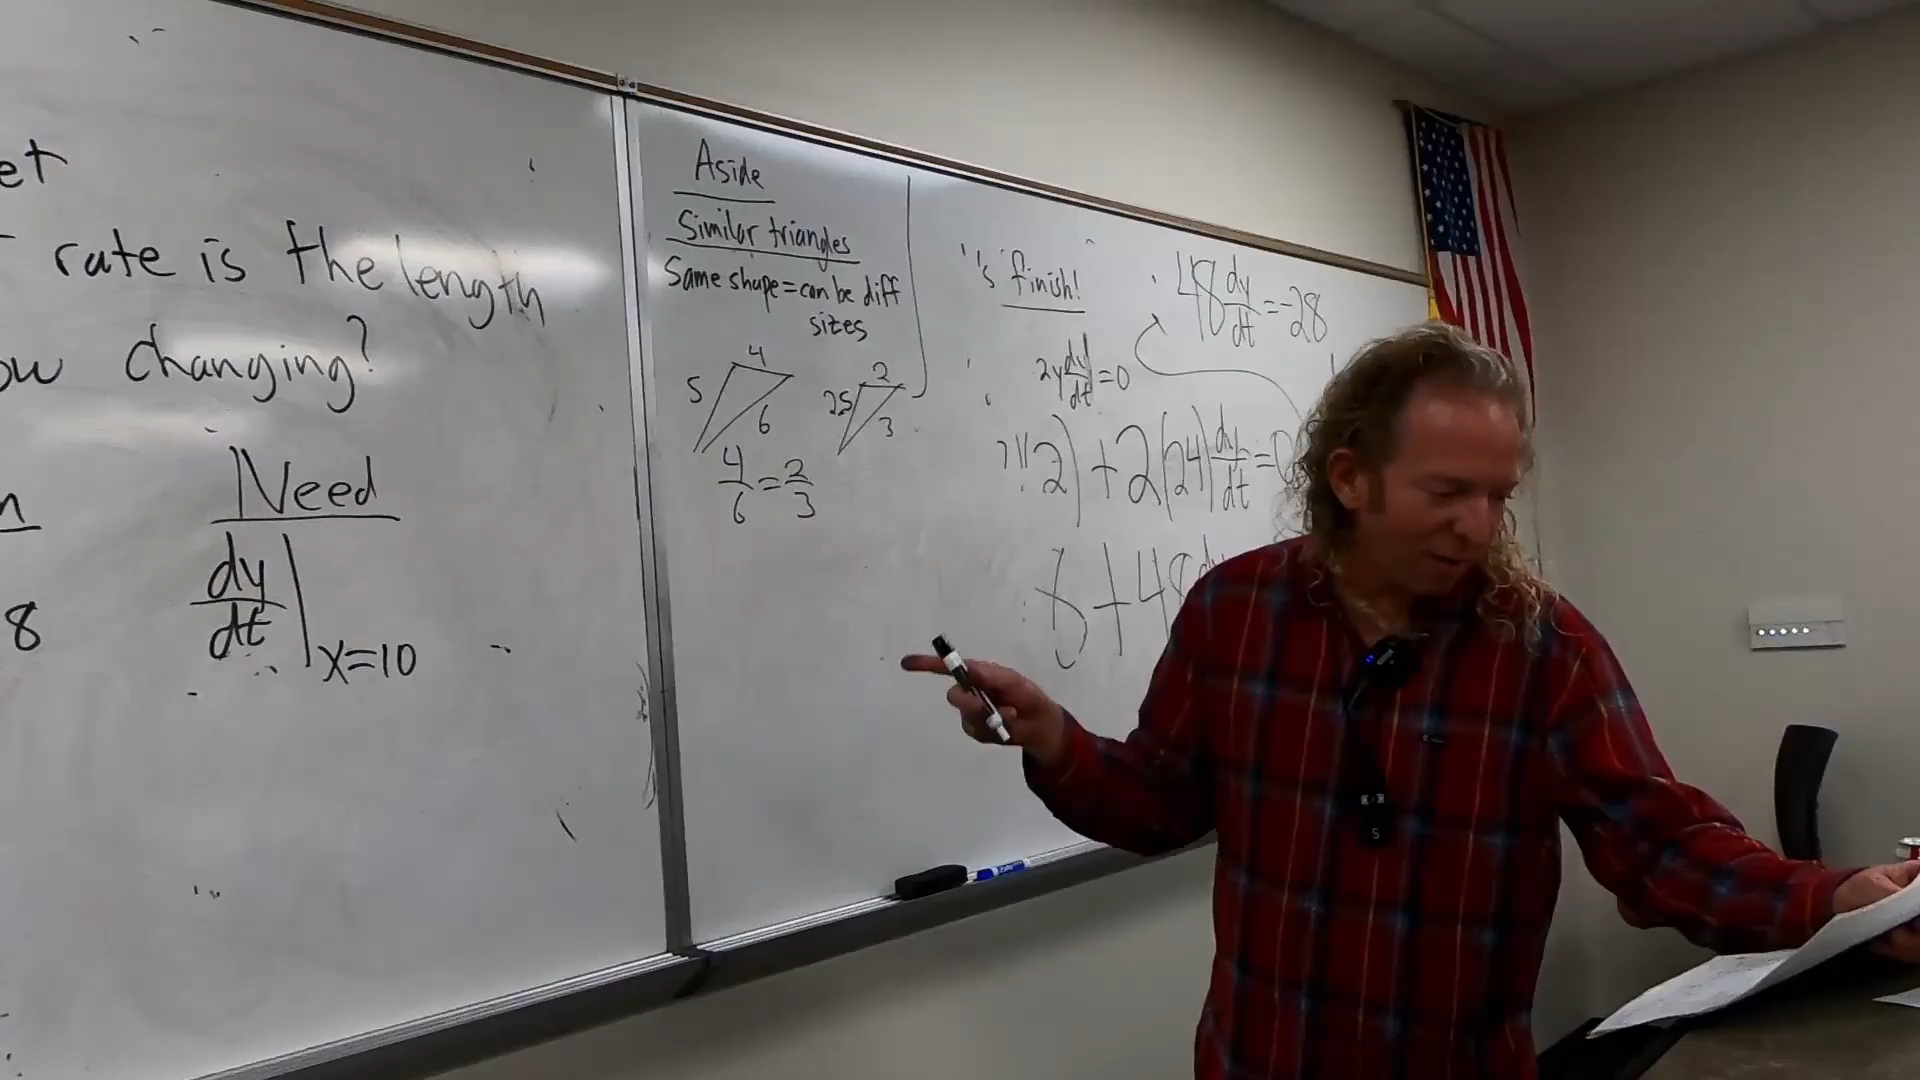 rate is the length
changing?
Need
dy
dt
x=10
8
Aside
Similar triangles
Same shape=can be diff
sizes
4
5
6
2
2.5
3
4/6=2/3
's finish!
48 dy/dt=-28
2y dy/dt=0
2)+2(24)dy/dt=0
+48
S